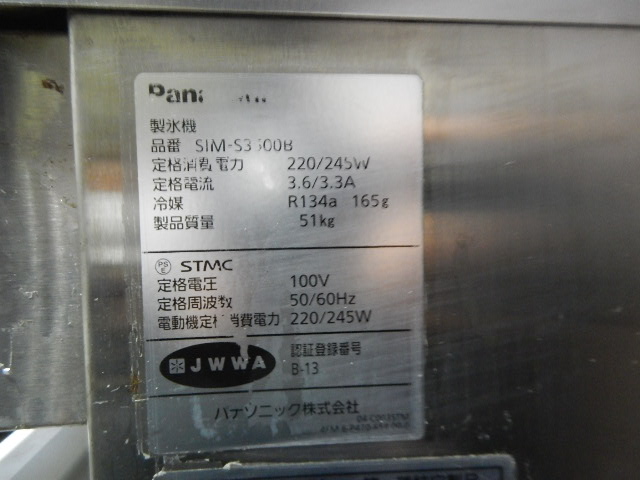 製氷機
品番
定格消費電力 220/245W
定格電流 3.6/3.3A
冷媒 R134a 165g
製品質量 51kg
PS E STMC
定格電圧 100V
定格周波数 50/60Hz
電動機定格消費電力 220/245W
JWWA 認証登録番号
B-13
パナソニック株式会社